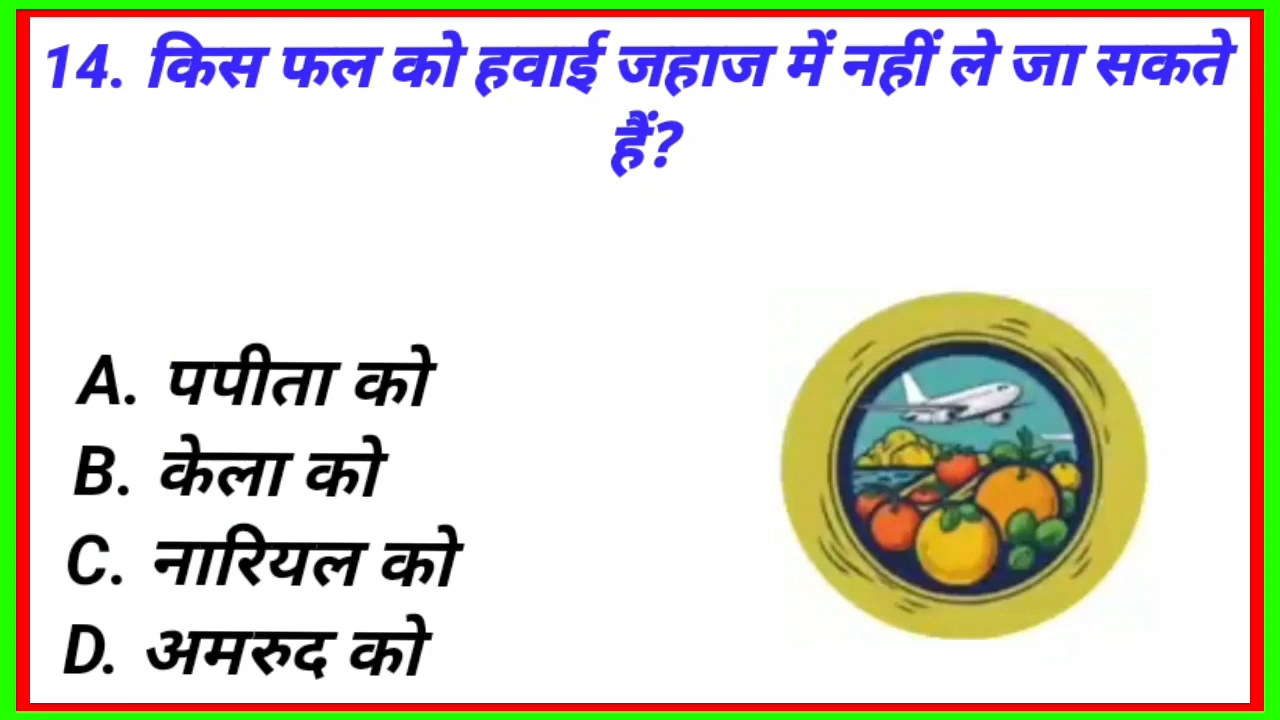 14. किस फल को हवाई जहाज में नहीं ले जा सकते
हैं?
A. पपीता को
B. केला को
C. नारियल को
D. अमरुद को